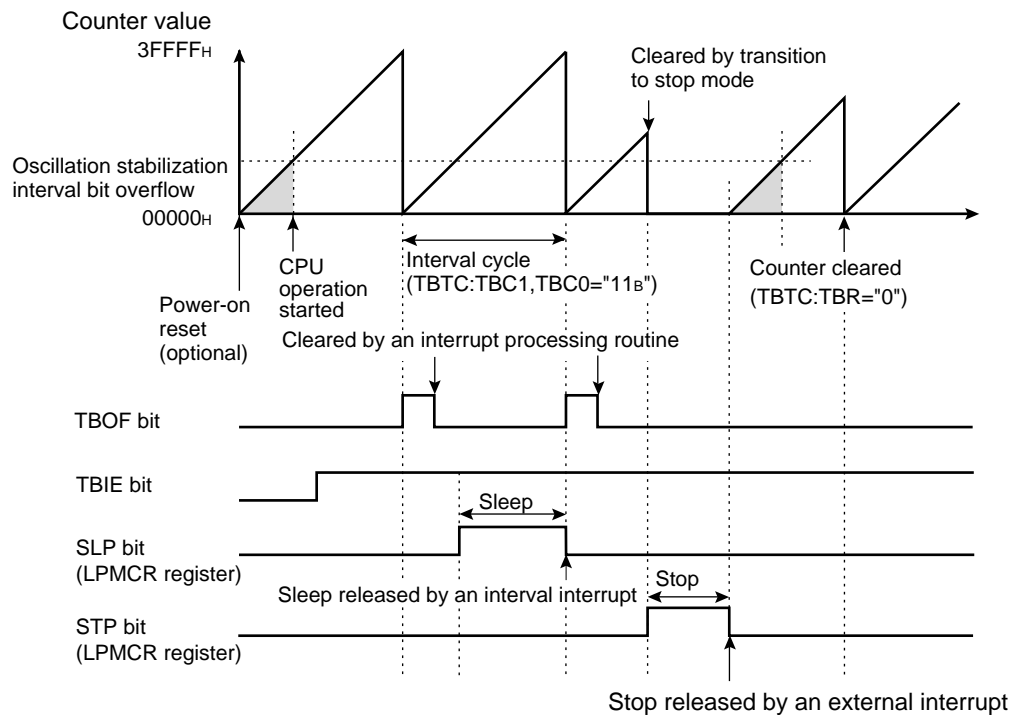 Counter value
3FFFFH
Cleared by transition
to stop mode
Oscillation stabilization
interval bit overflow
00000H
CPU
operation
started
Interval cycle
(TBTC:TBC1,TBC0="11B")
Counter cleared
(TBTC:TBR="0")
Power-on
reset
(optional)
Cleared by an interrupt processing routine
TBOF bit
TBIE bit
Sleep
SLP bit
(LPMCR register)
Sleep released by an interval interrupt
Stop
STP bit
(LPMCR register)
Stop released by an external interrupt